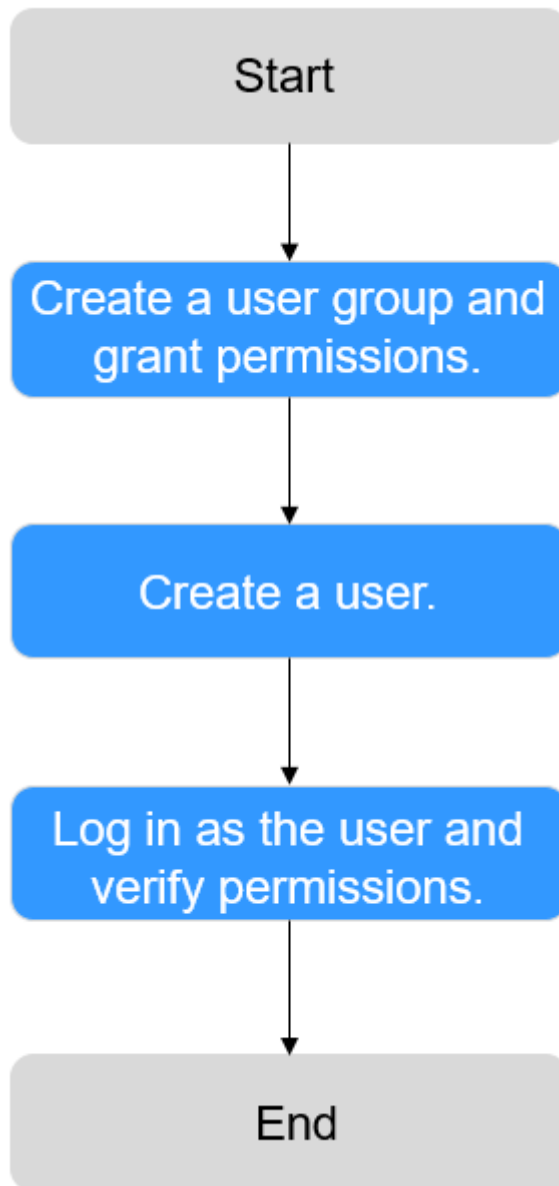 Start
Create a user group and
grant permissions.
Create a user.
Log in as the user and
verify permissions.
End